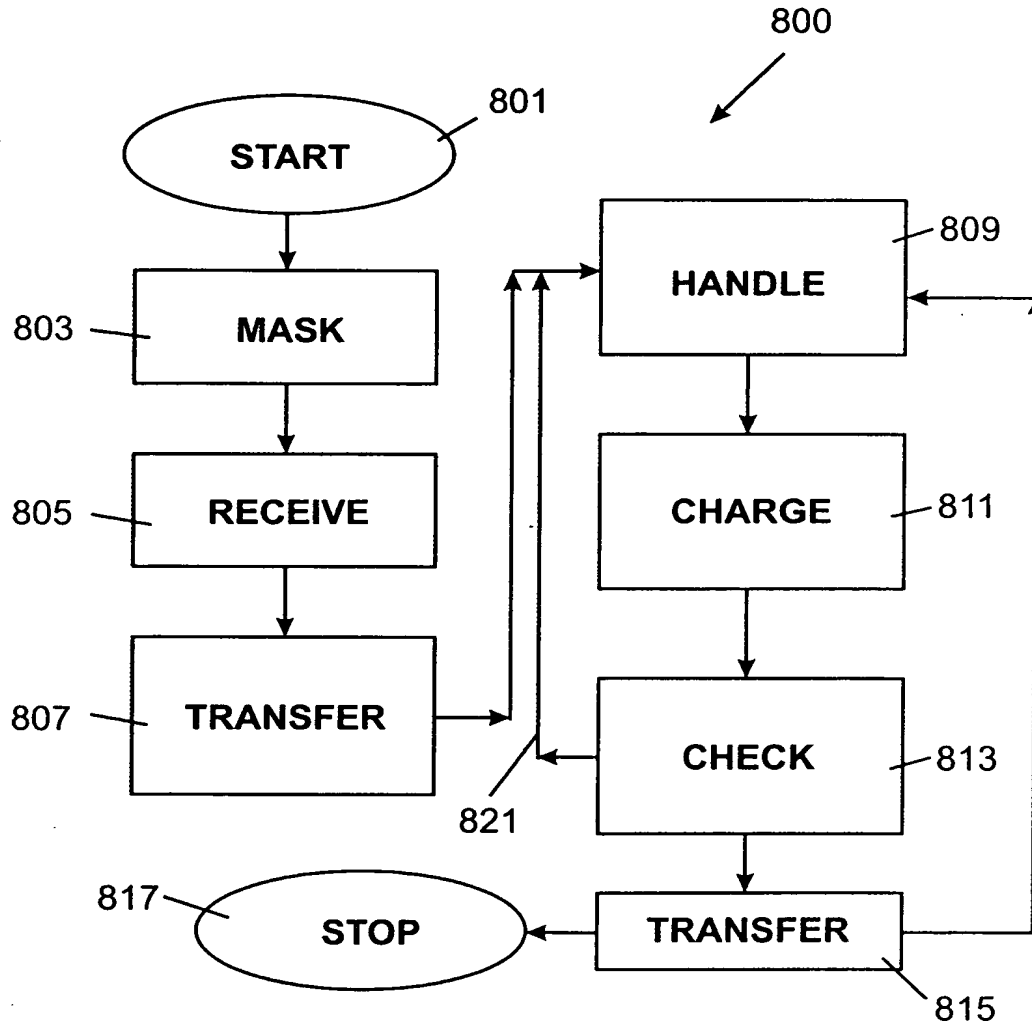 800
801
START
803
MASK
805
RECEIVE
807
TRANSFER
809
HANDLE
811
CHARGE
813
CHECK
821
817
STOP
TRANSFER
815